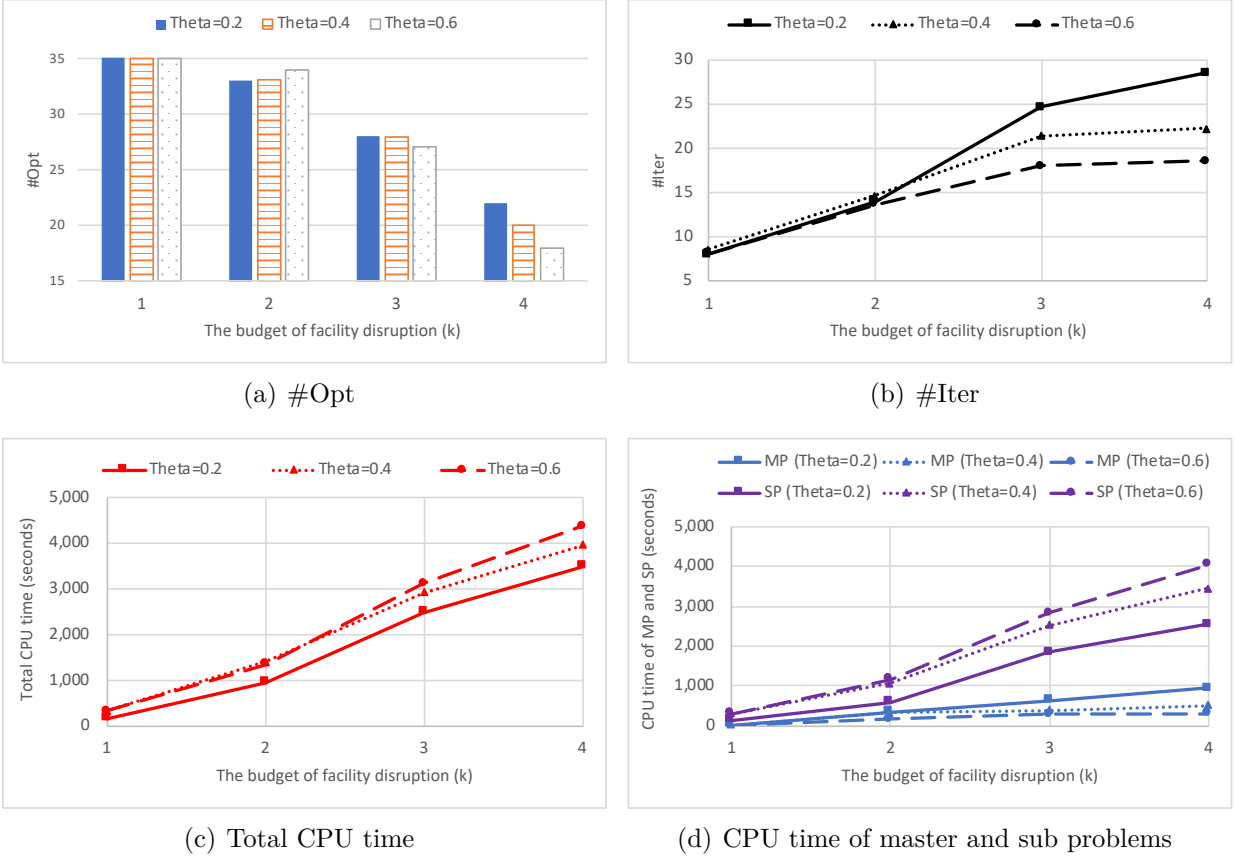 Theta=0.2 Theta=0.4 Theta=0.6
35
30
25
20
15
#Opt
1 2 3 4
The budget of facility disruption (k)
(a) #Opt
Theta=0.2 Theta=0.4 Theta=0.6
30
25
20
15
10
5
#Iter
1 2 3 4
The budget of facility disruption (k)
(b) #Iter
Theta=0.2 Theta=0.4 Theta=0.6
5,000
4,000
3,000
2,000
1,000
0
Total CPU time (seconds)
1 2 3 4
The budget of facility disruption (k)
(c) Total CPU time
MP (Theta=0.2) MP (Theta=0.4) MP (Theta=0.6)
SP (Theta=0.2) SP (Theta=0.4) SP (Theta=0.6)
5,000
4,000
3,000
2,000
1,000
0
CPU time of MP and SP (seconds)
1 2 3 4
The budget of facility disruption (k)
(d) CPU time of master and sub problems